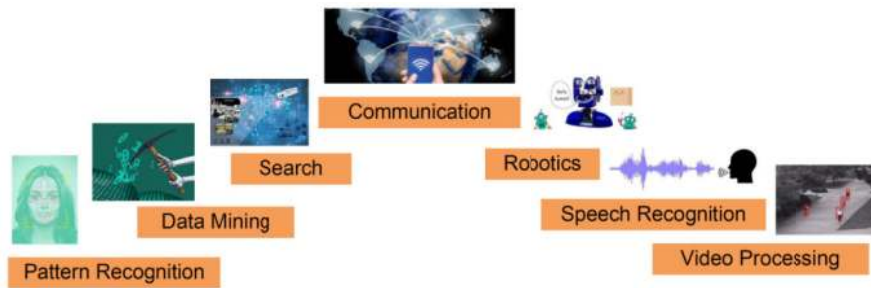 Communication
Search
Robotics
Data Mining
Speech Recognition
Pattern Recognition
Video Processing